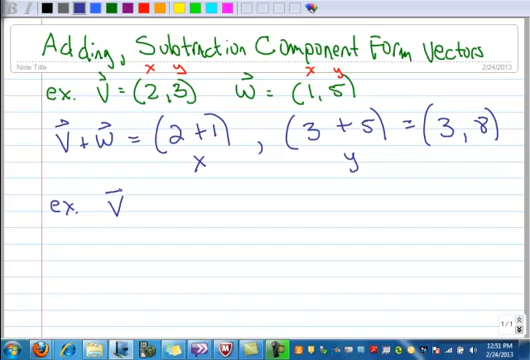 Adding, Subtraction Component Form Vectors
Note Title
2/24/2013
x y x y
ex. V = (2,3) W = (1,5)
V + W = (2+1) , (3+5) = (3,8)
x y
ex. V
1/1
12:51 PM
2/24/2013